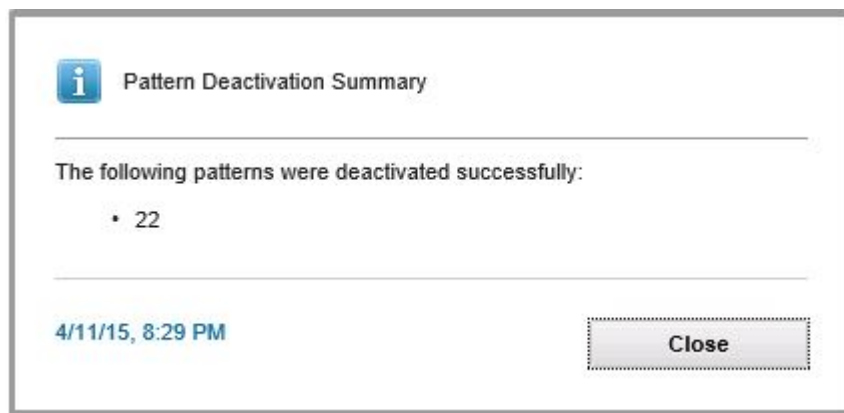 Pattern Deactivation Summary
The following patterns were deactivated successfully:
• 22
4/11/15, 8:29 PM
Close